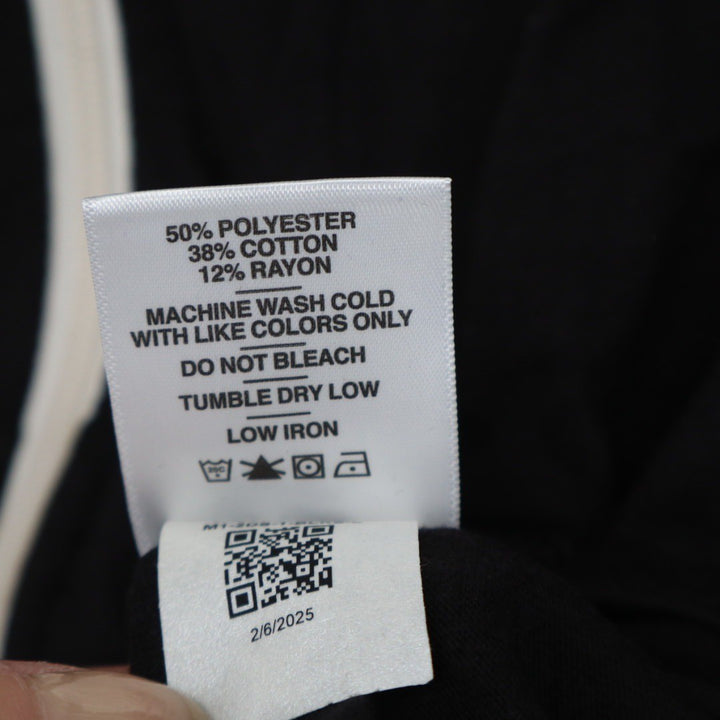 50% POLYESTER
38% COTTON
12% RAYON
MACHINE WASH COLD
WITH LIKE COLORS ONLY
DO NOT BLEACH
TUMBLE DRY LOW
LOW IRON
30C
2/6/2025